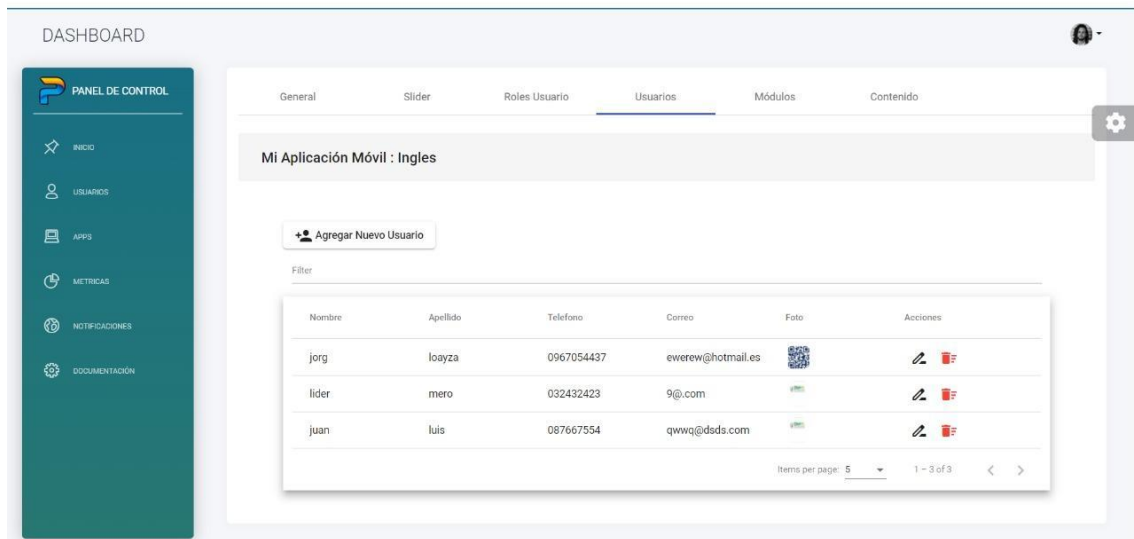 DASHBOARD
PANEL DE CONTROL
INICIO
USUARIOS
APPS
METRICAS
NOTIFICACIONES
DOCUMENTACIÓN
General Slider Roles Usuario Usuarios Módulos Contenido
Mi Aplicación Móvil : Ingles
Agregar Nuevo Usuario
Filter
Nombre Apellido Telefono Correo Foto Acciones
jorg loayza 0967054437 ewerew@hotmail.es
lider mero 032432423 9@.com
juan luis 087667554 qwwq@dsds.com
Items per page: 5 1 – 3 of 3